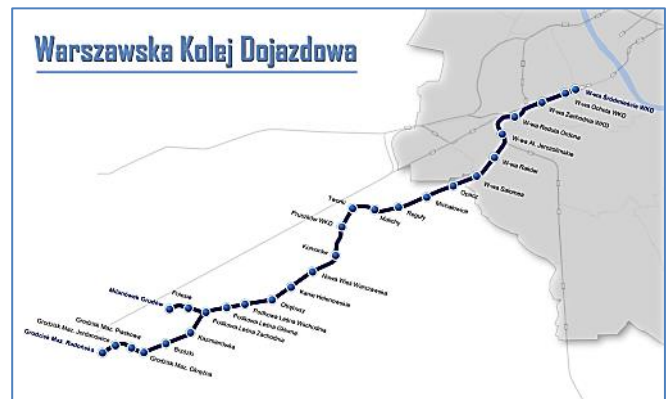 Warszawska Kolej Dojazdowa
W-wa Śródmieście WKD
W-wa Ochota WKD
W-wa Zachodnia WKD
W-wa Reduta Ordona
W-wa Al. Jerozolimskie
W-wa Raków
W-wa Salomea
Opacz
Michałowice
Reguły
Malichy
Tworki
Pruszków WKD
Komorów
Nowa Wieś Warszawska
Kanie Helenowskie
Otrębusy
Podkowa Leśna Wschodnia
Podkowa Leśna Główna
Podkowa Leśna Zachodnia
Polesie
Milanówek Grudów
Kazimierówka
Brzózki
Grodzisk Maz. Okrężna
Grodzisk Maz. Piaskowa
Grodzisk Maz. Jordanowice
Grodzisk Maz. Radońska